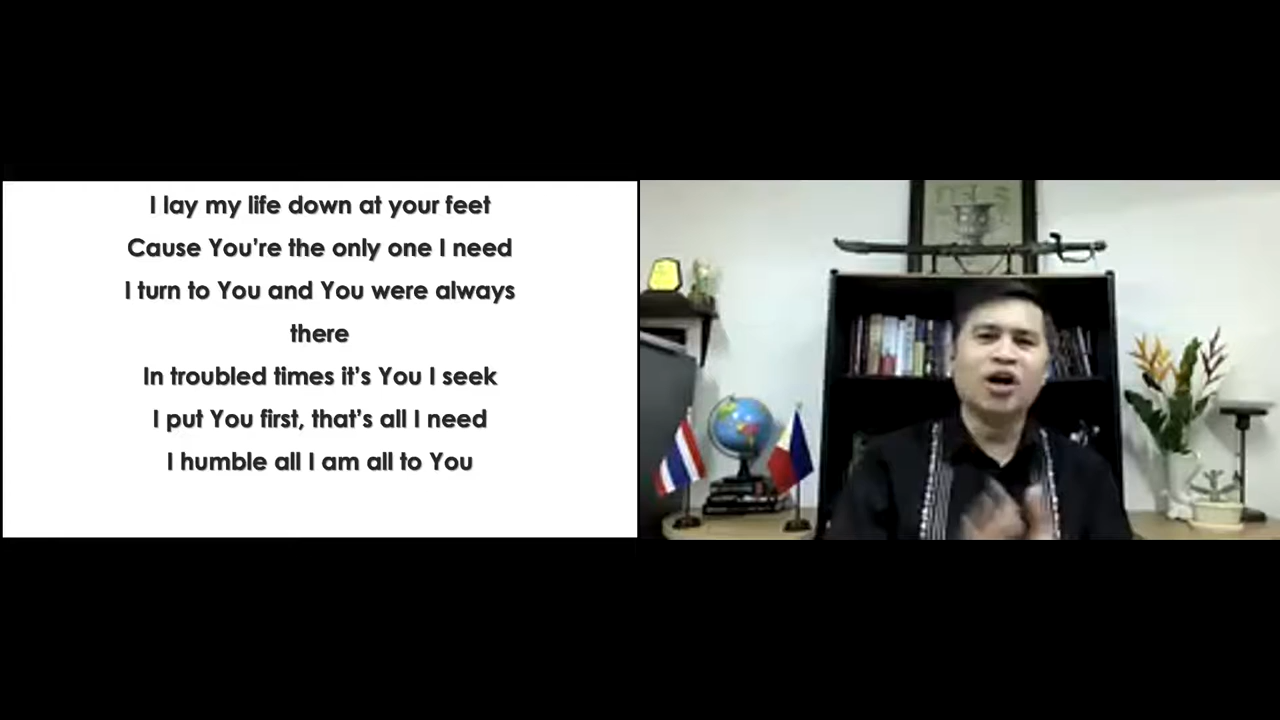 I lay my life down at your feet
Cause You're the only one I need
I turn to You and You were always
there
In troubled times it's You I seek
I put You first, that's all I need
I humble all I am all to You